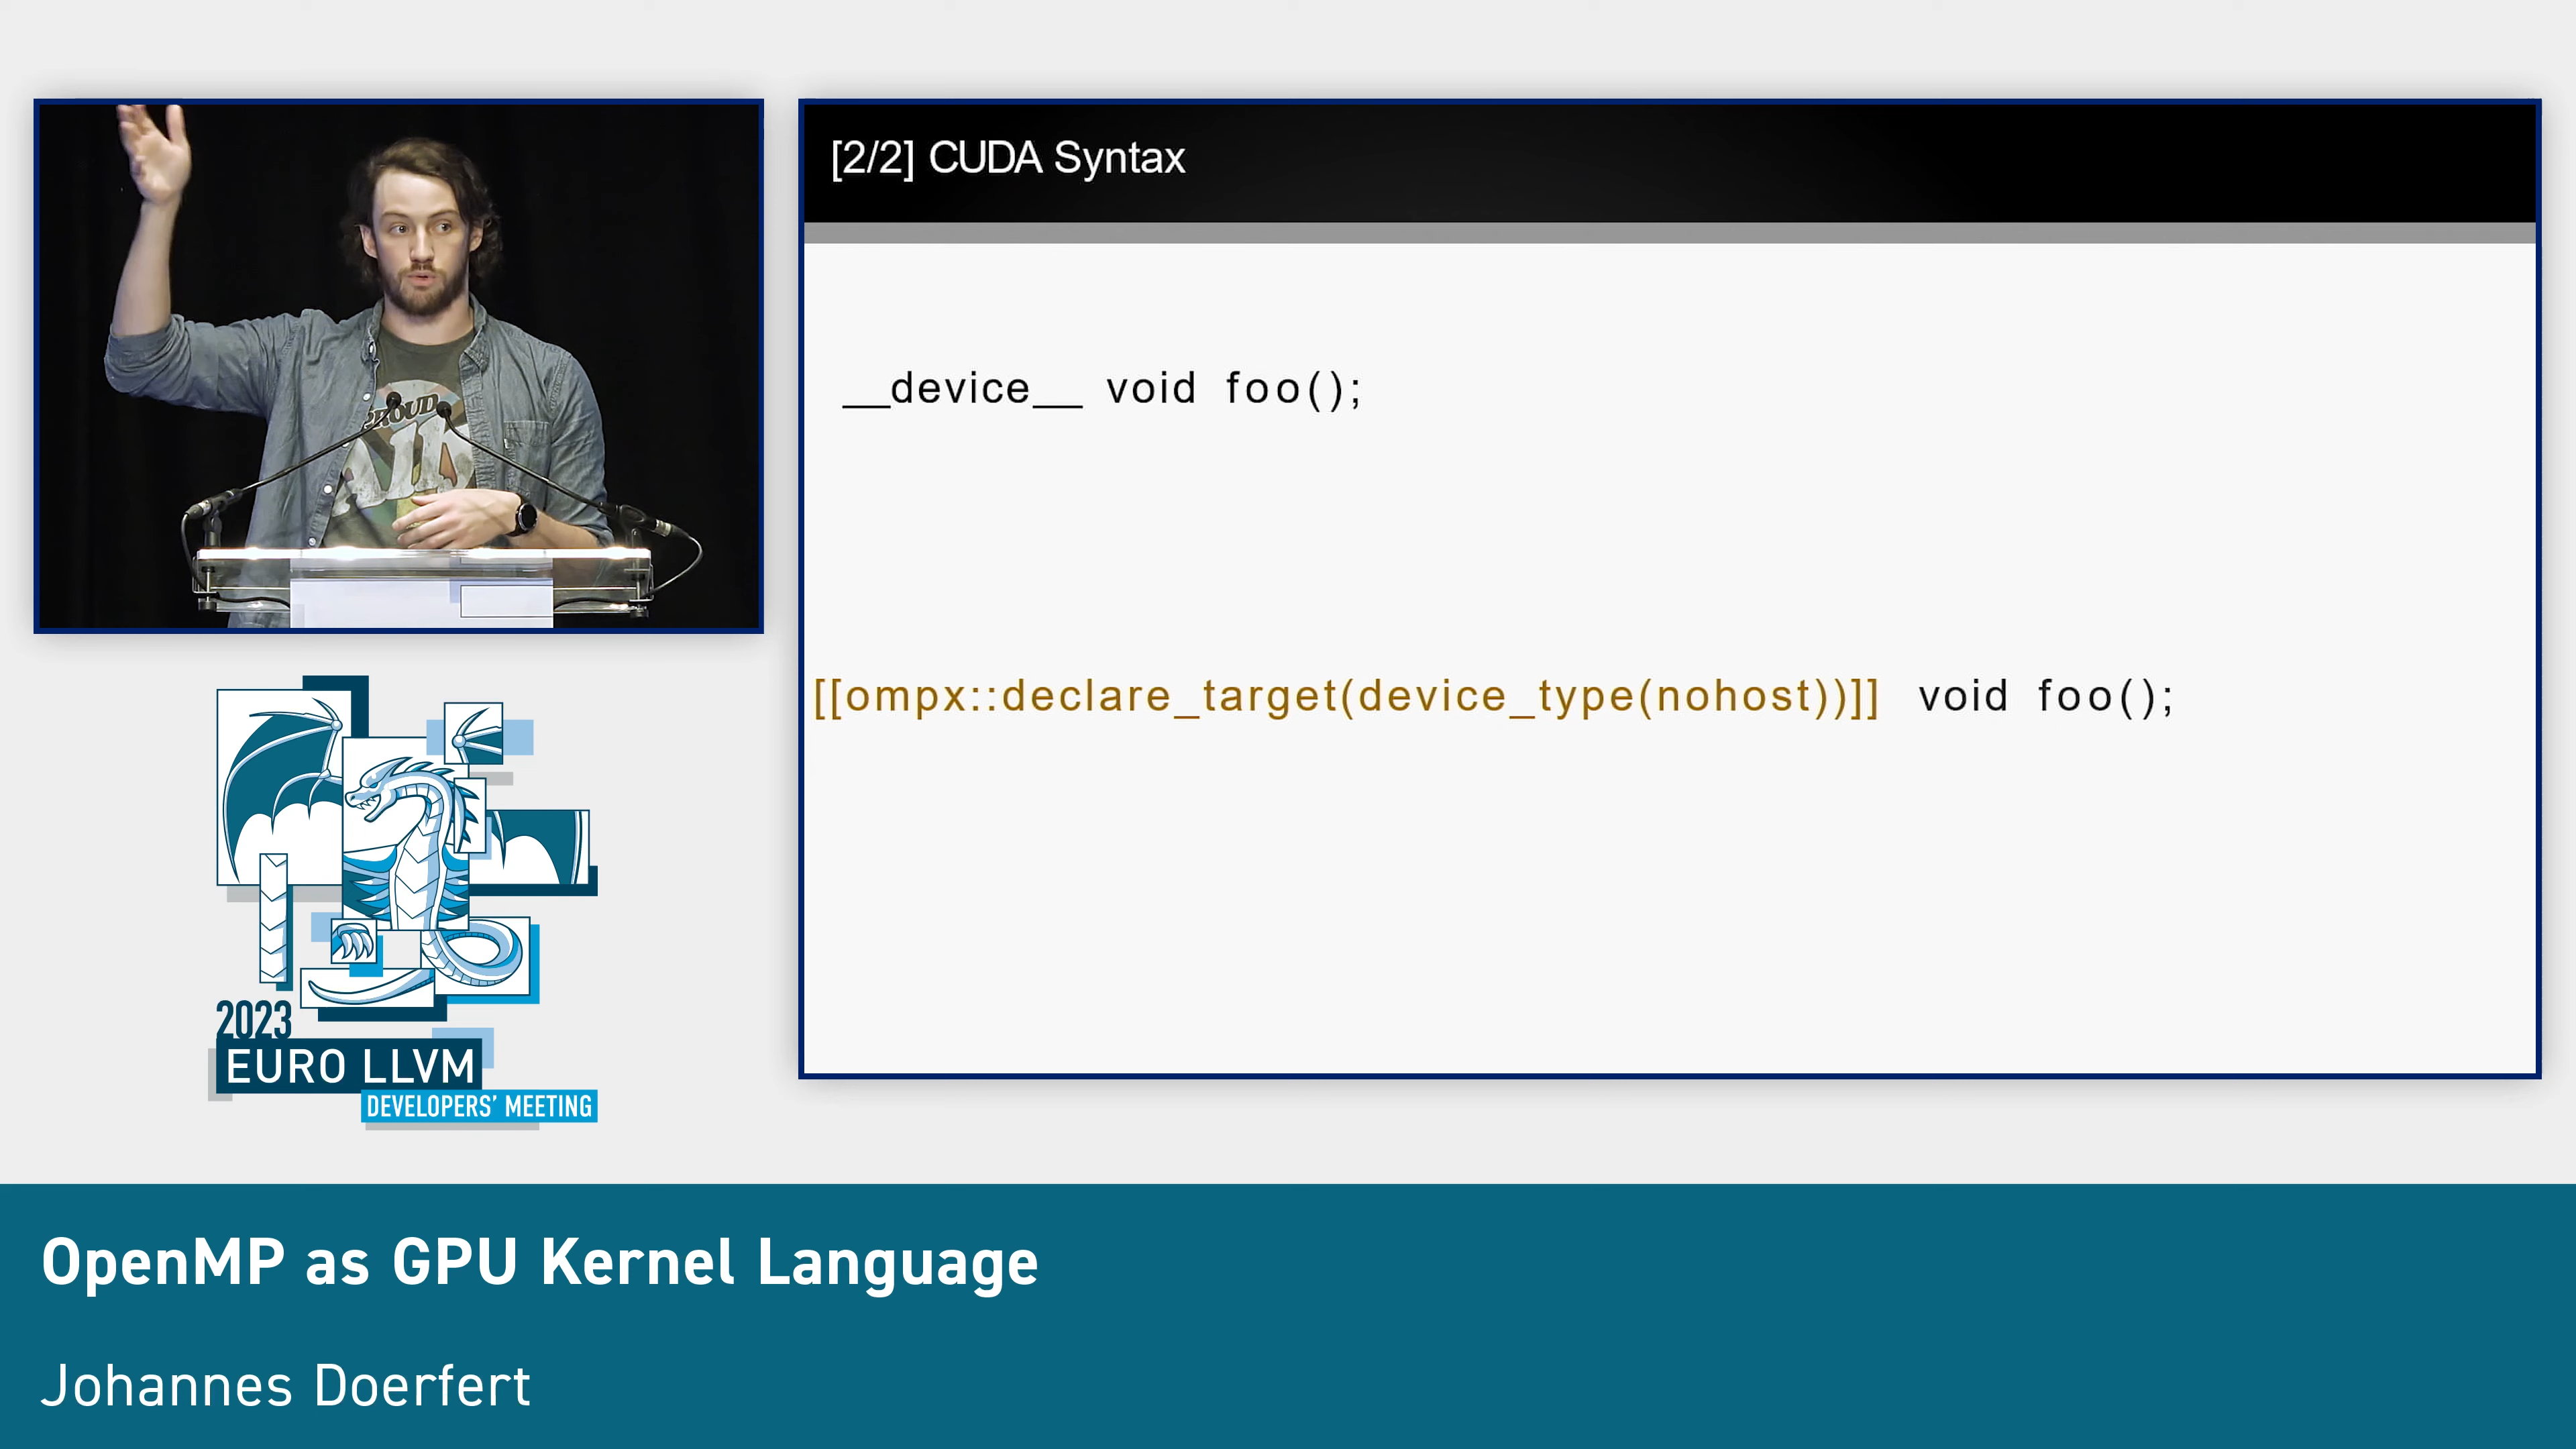 [2/2] CUDA Syntax
__device__ void foo();
[[ompx::declare_target(device_type(nohost))]] void foo();
PROUD
2023
EURO LLVM
DEVELOPERS' MEETING
OpenMP as GPU Kernel Language
Johannes Doerfert